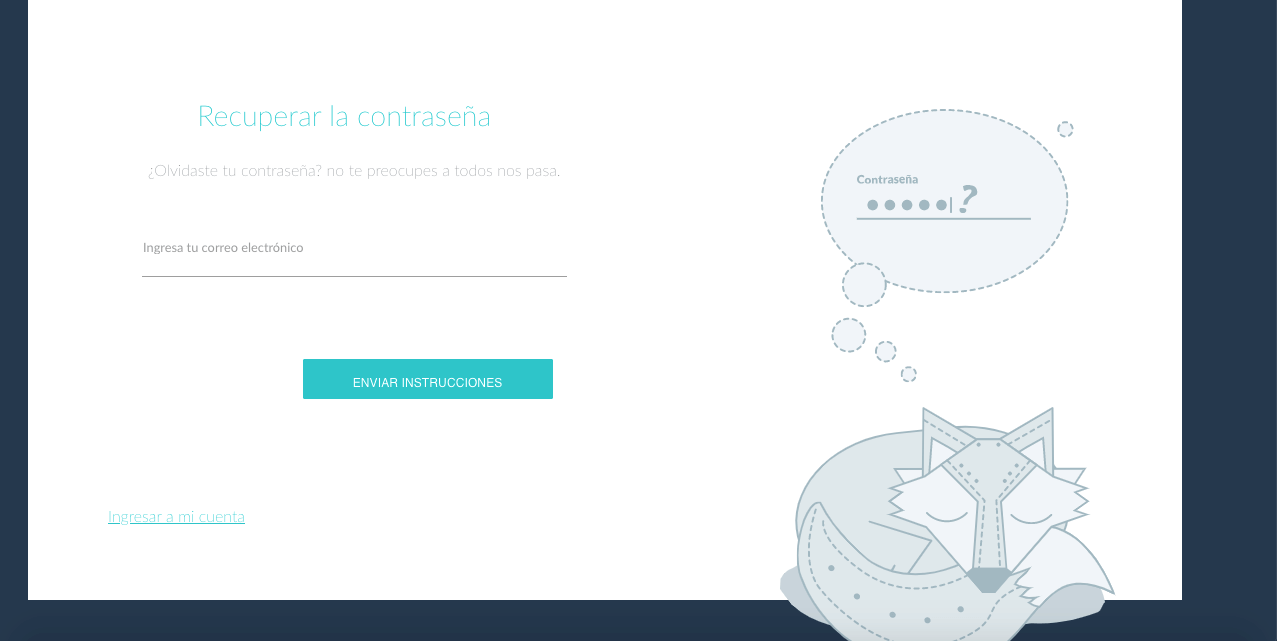 Recuperar la contraseña
¿Olvidaste tu contraseña? no te preocupes a todos nos pasa.
Ingresa tu correo electrónico
ENVIAR INSTRUCCIONES
Ingresar a mi cuenta
Contraseña
●●●●●|?